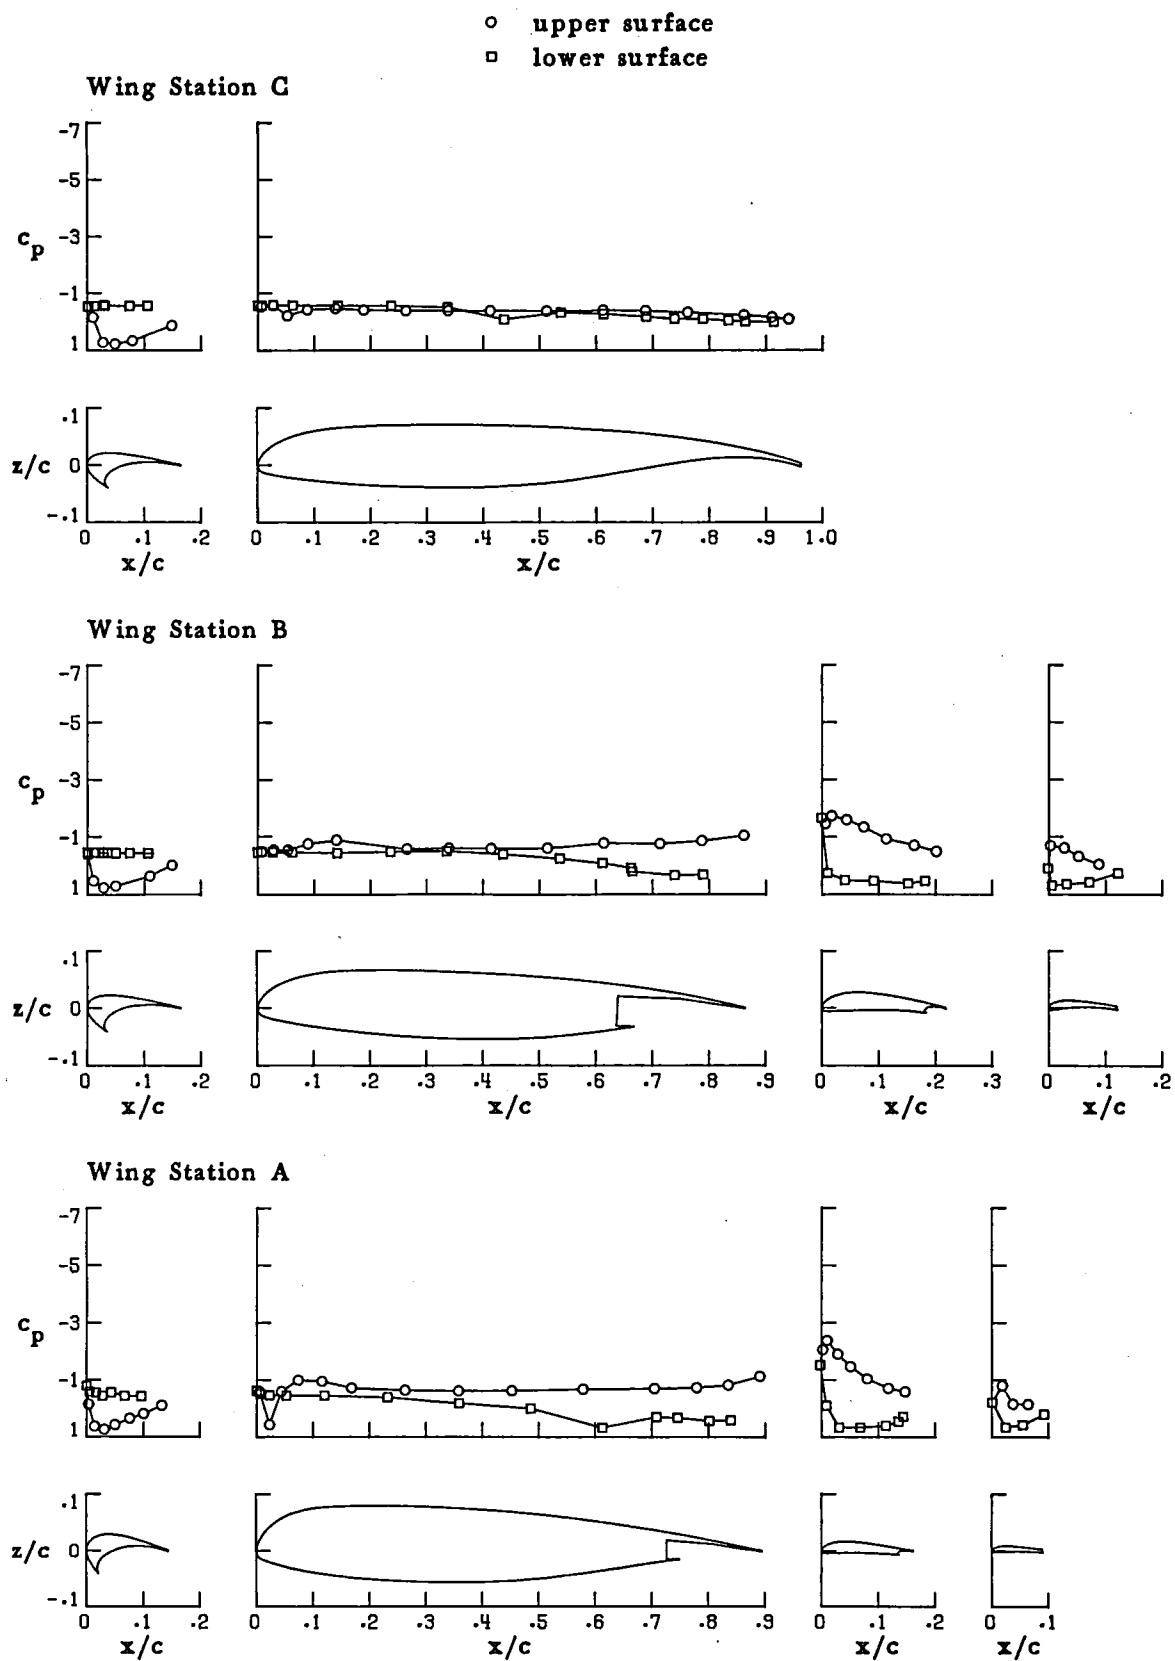 upper surface
lower surface
Wing Station C
-7
-5
-3
-1
1
c_p
.1
0
-.1
z/c
0 .1 .2
x/c
0 .1 .2 .3 .4 .5 .6 .7 .8 .9 1.0
x/c
Wing Station B
-7
-5
-3
-1
1
c_p
.1
0
-.1
z/c
0 .1 .2
x/c
0 .1 .2 .3 .4 .5 .6 .7 .8 .9
x/c
0 .1 .2 .3
x/c
0 .1 .2
x/c
Wing Station A
-7
-5
-3
-1
1
c_p
.1
0
-.1
z/c
0 .1 .2
x/c
0 .1 .2 .3 .4 .5 .6 .7 .8 .9
x/c
0 .1 .2
x/c
0 .1
x/c